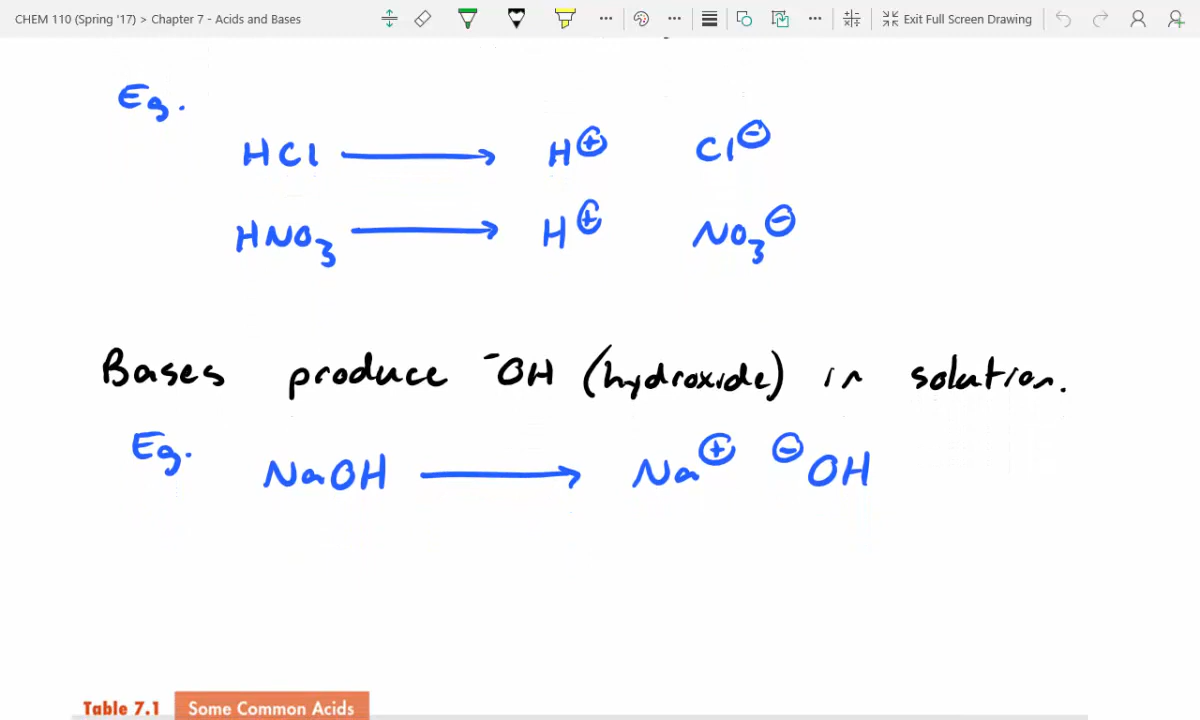 CHEM 110 (Spring '17) > Chapter 7 - Acids and Bases Exit Full Screen Drawing
Eg.
HCl → H⊕ Cl⊖
HNO₃ → H⊕ NO₃⊖
Bases produce ⁻OH (hydroxide) in solution.
Eg.
NaOH → Na⊕ ⊖OH
Table 7.1 Some Common Acids